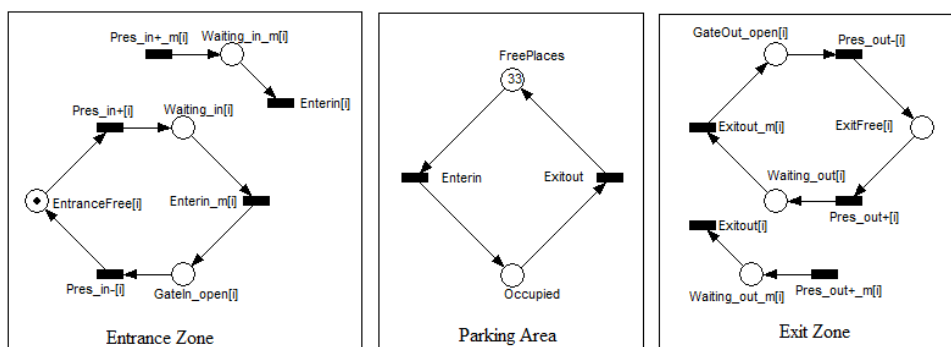 Pres_in+_m[i]
Waiting_in_m[i]
Enterin[i]
Pres_in+[i]
Waiting_in[i]
EntranceFree[i]
Enterin_m[i]
Pres_in-[i]
GateIn_open[i]
Entrance Zone
FreePlaces
33
Enterin
Exitout
Occupied
Parking Area
GateOut_open[i]
Pres_out-[i]
Exitout_m[i]
ExitFree[i]
Waiting_out[i]
Pres_out+[i]
Exitout[i]
Waiting_out_m[i]
Pres_out+_m[i]
Exit Zone